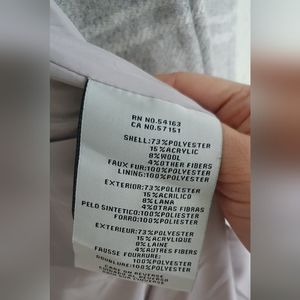 RN NO.54163
CA NO.57151
SHELL:73%POLYESTER
15%ACRYLIC
8%WOOL
4%OTHER FIBERS
FAUX FUR:100%POLYESTER
LINING:100%POLYESTER
EXTERIOR:73%POLIESTER
15%ACRILICO
8%LANA
4%OTRAS FIBRAS
PELO SINTETICO:100%POLIESTER
FORRO:100%POLIESTER
EXTERIEUR:73%POLYESTER
15%ACRYLIQUE
8%LAINE
4%AUTRES FIBRES
FAUSSE FOURRURE:
100%POLYESTER
DOUBLURE:100%POLYESTER
CARE ON REVERSE